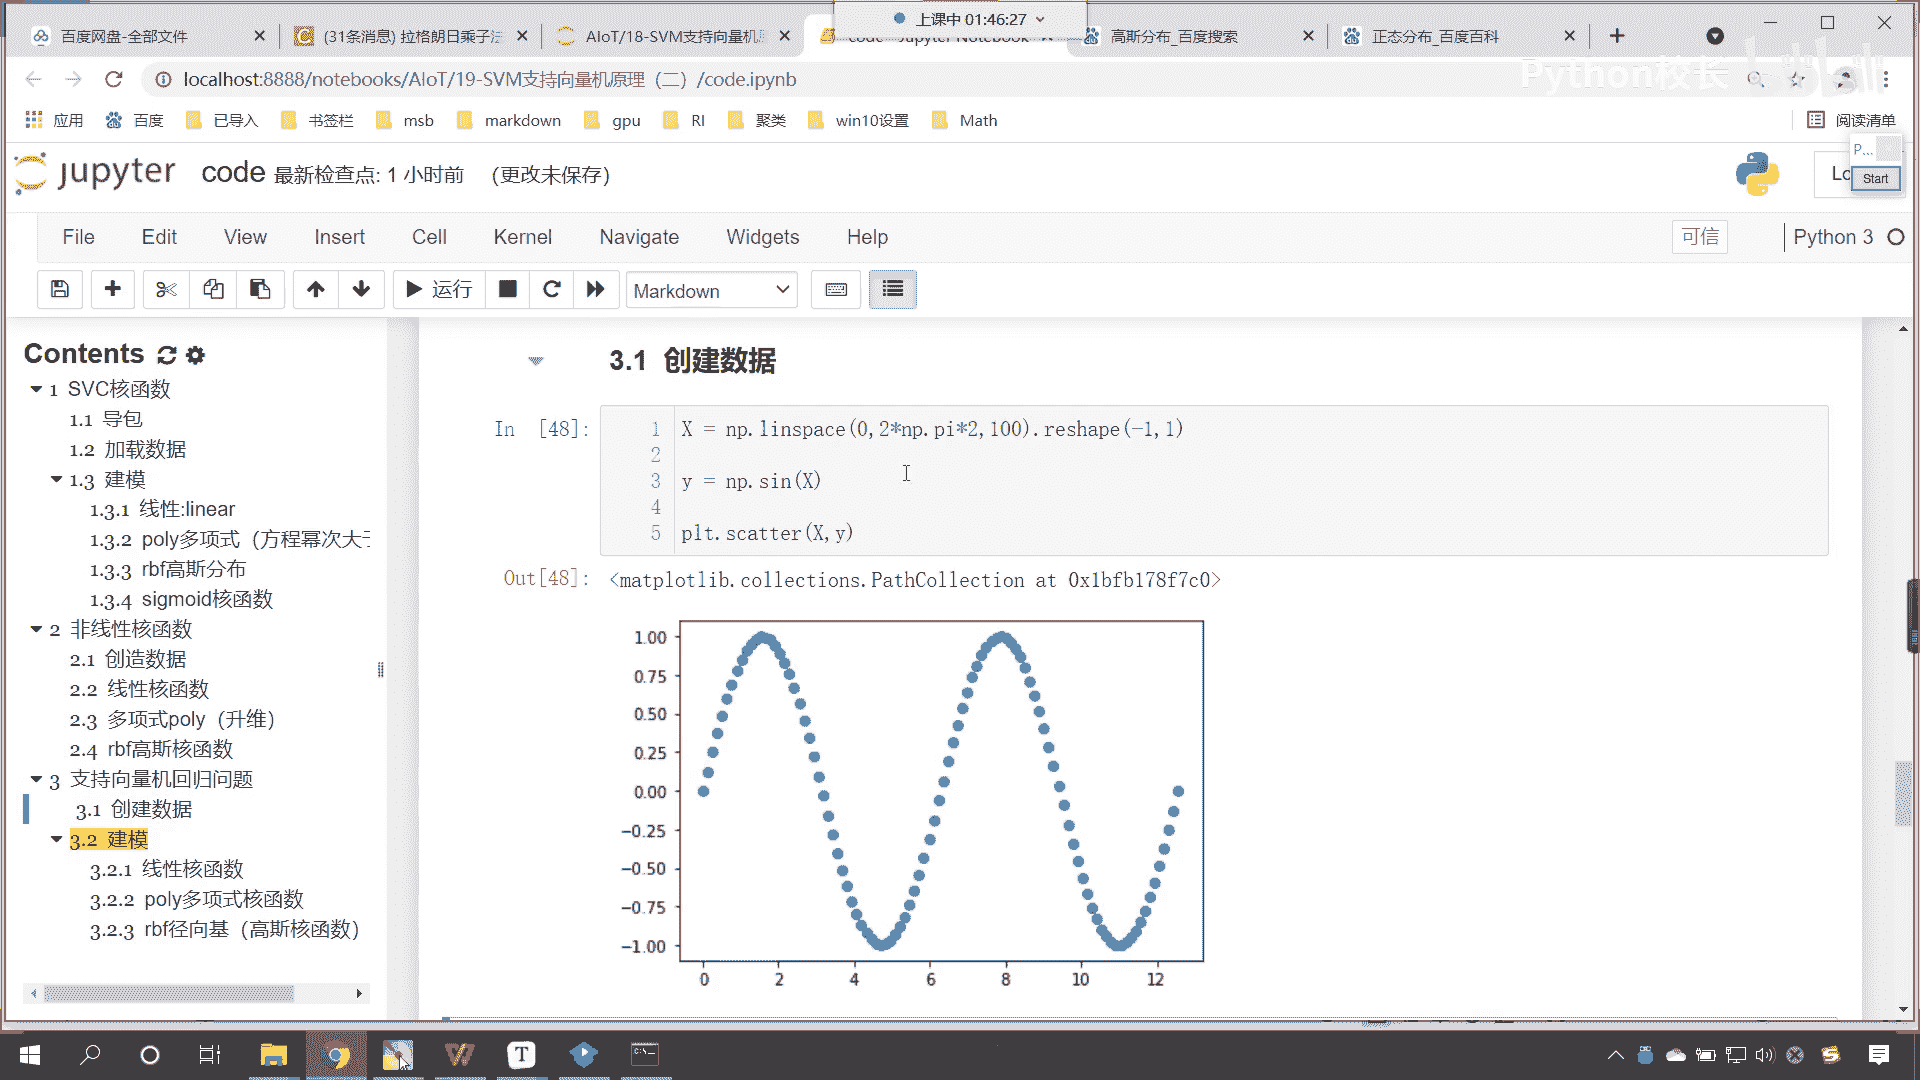 上课中 01:46:27
百度网盘-全部文件
(31条消息) 拉格朗日乘子法
AIoT/18-SVM支持向量机原
code - Jupyter Notebook
高斯分布_百度搜索
正态分布_百度百科
localhost:8888/notebooks/AIoT/19-SVM支持向量机原理（二）/code.ipynb
Python校长
应用
百度
已导入
书签栏
msb
markdown
gpu
RI
聚类
win10设置
Math
阅读清单
P...
Start
jupyter
code 最新检查点: 1 小时前 (更改未保存)
File
Edit
View
Insert
Cell
Kernel
Navigate
Widgets
Help
可信
Python 3
运行
Markdown
Contents
1 SVC核函数
1.1 导包
1.2 加载数据
1.3 建模
1.3.1 线性:linear
1.3.2 poly多项式（方程幂次大于
1.3.3 rbf高斯分布
1.3.4 sigmoid核函数
2 非线性核函数
2.1 创造数据
2.2 线性核函数
2.3 多项式poly（升维）
2.4 rbf高斯核函数
3 支持向量机回归问题
3.1 创建数据
3.2 建模
3.2.1 线性核函数
3.2.2 poly多项式核函数
3.2.3 rbf径向基（高斯核函数）
3.1 创建数据
In [48]:
1 X = np.linspace(0,2*np.pi*2,100).reshape(-1,1)
2
3 y = np.sin(X)
4
5 plt.scatter(X,y)
Out[48]: <matplotlib.collections.PathCollection at 0x1bfb178f7c0>
1.00
0.75
0.50
0.25
0.00
−0.25
−0.50
−0.75
−1.00
0 2 4 6 8 10 12